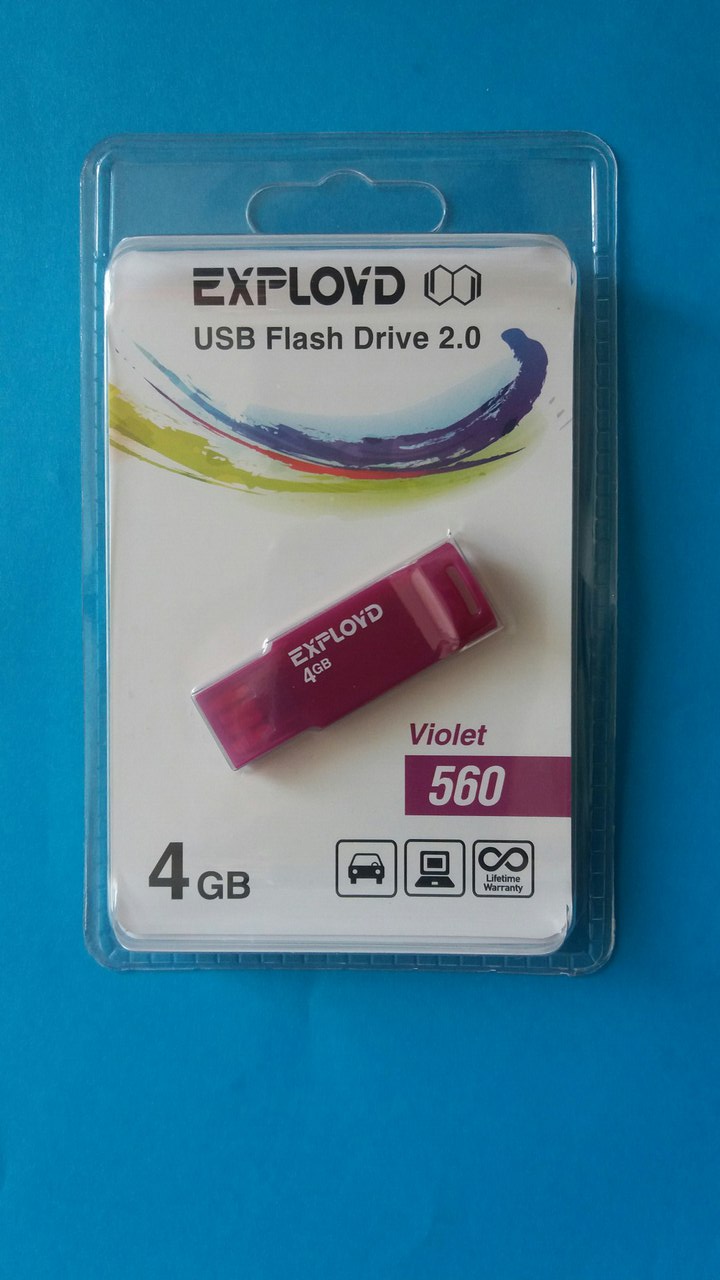 EXPLOYD
USB Flash Drive 2.0
EXPLOYD
4GB
Violet
560
4 GB
Lifetime
Warranty